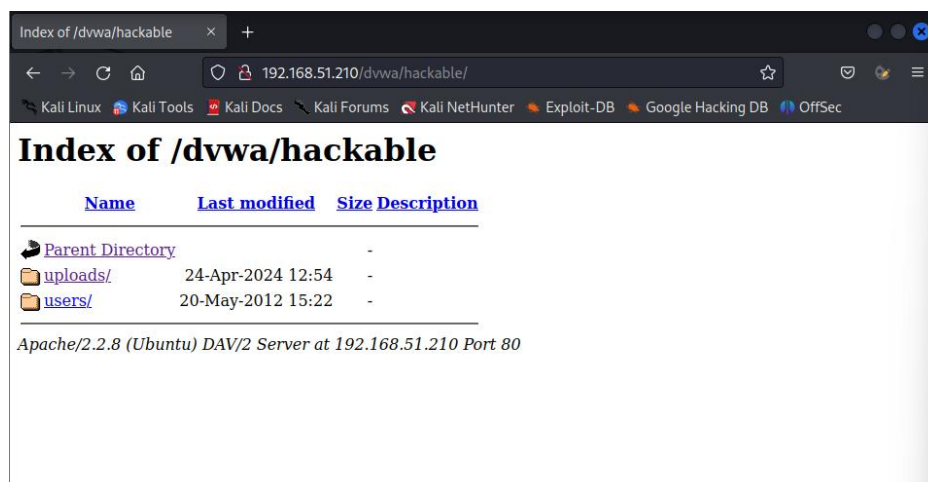 Index of /dvwa/hackable
192.168.51.210/dvwa/hackable/
Kali Linux Kali Tools Kali Docs Kali Forums Kali NetHunter Exploit-DB Google Hacking DB OffSec
Index of /dvwa/hackable
Name Last modified Size Description
Parent Directory -
uploads/ 24-Apr-2024 12:54 -
users/ 20-May-2012 15:22 -
Apache/2.2.8 (Ubuntu) DAV/2 Server at 192.168.51.210 Port 80